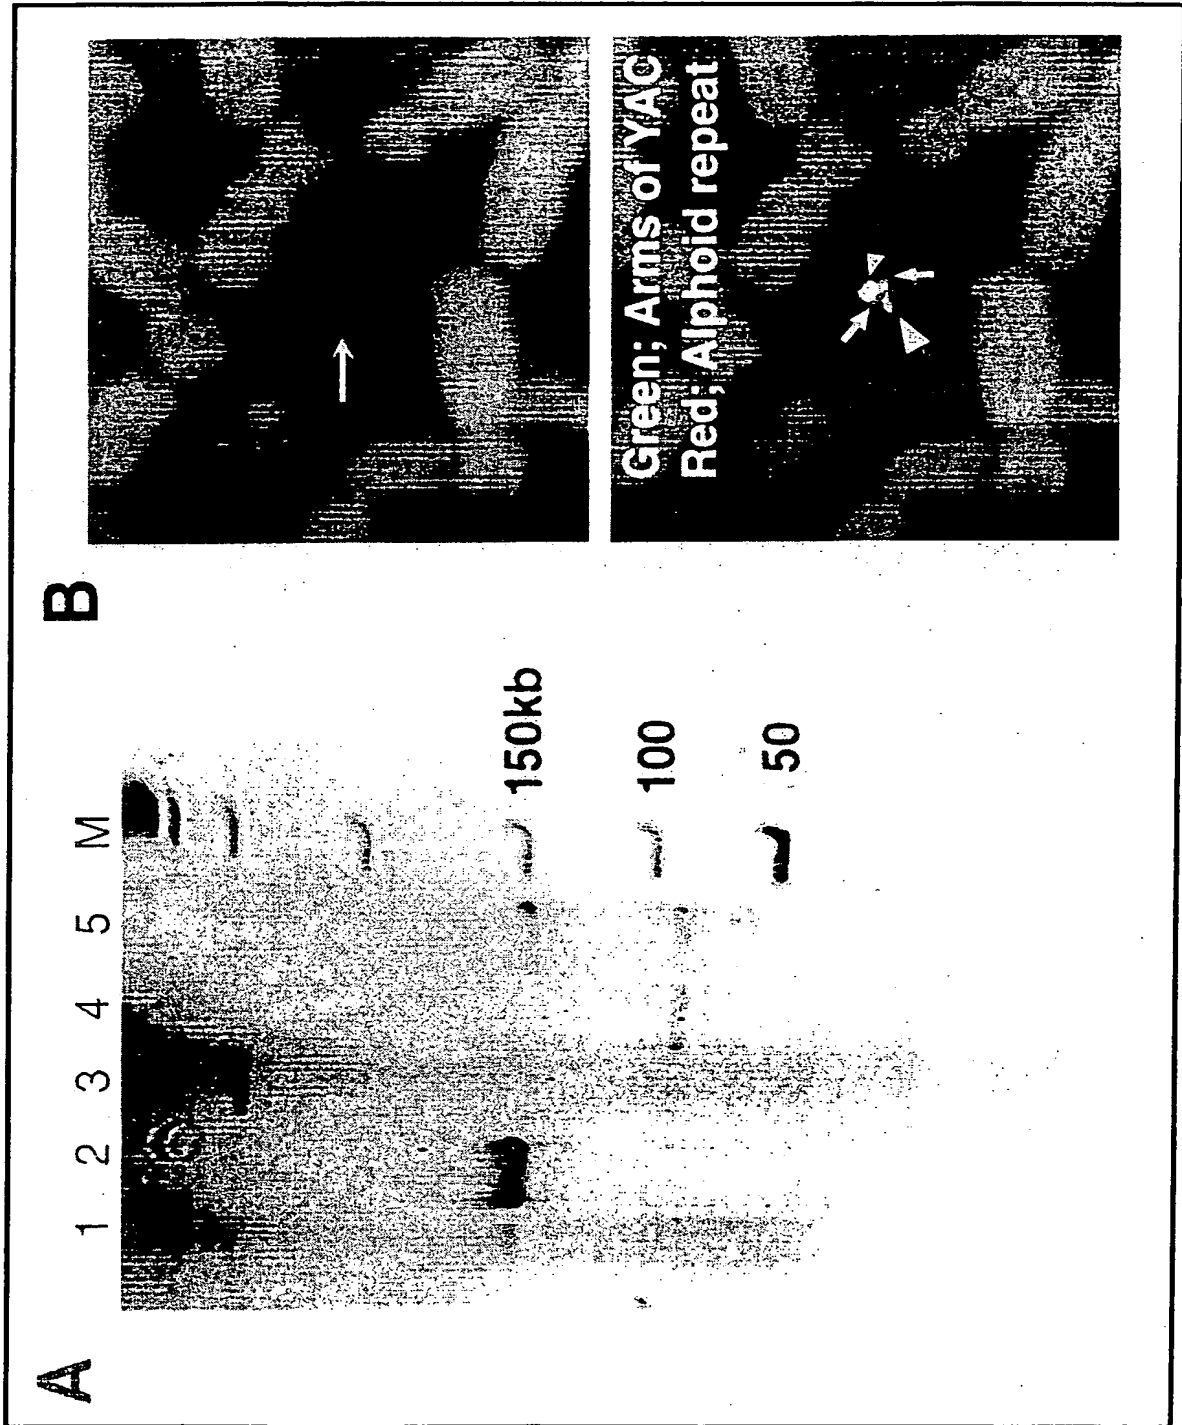 A
1 2 3 4 5 M
150kb
100
50
B
Green; Arms of YAC
Red; Alphoid repeat